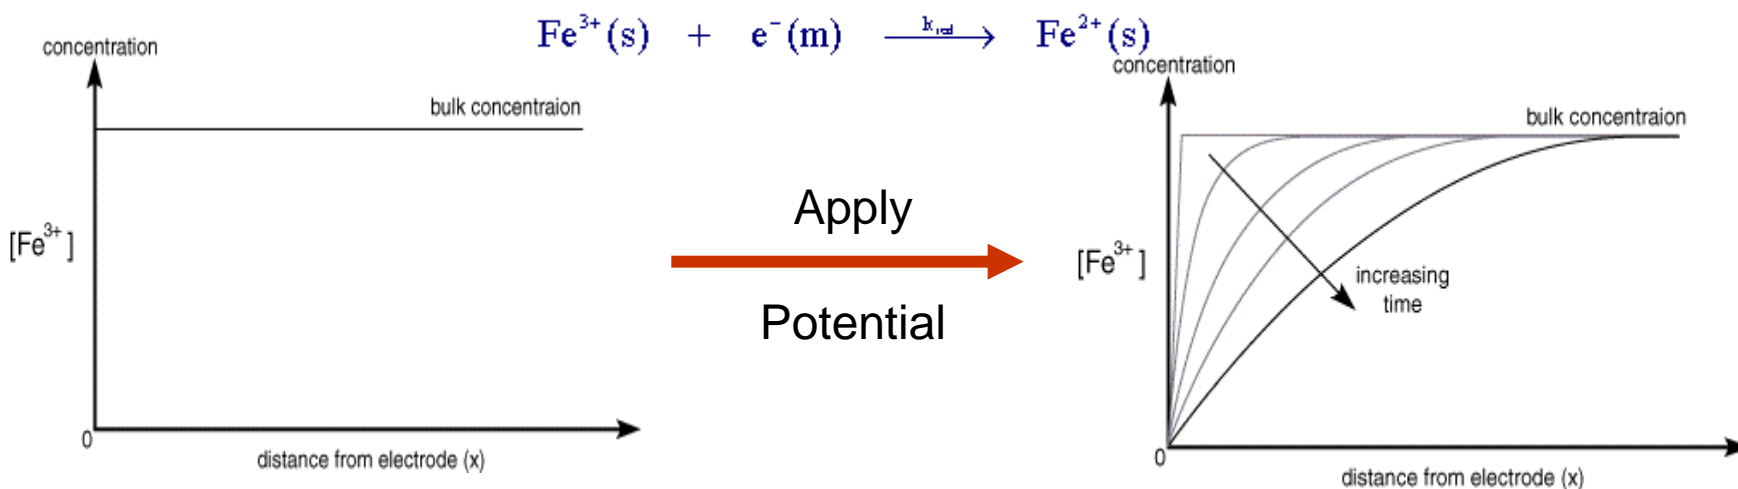 Fe³⁺(s) + e⁻(m) k_red → Fe²⁺(s)
concentration
bulk concentraion
[Fe³⁺]
0
distance from electrode (x)
Apply
Potential
concentration
bulk concentraion
[Fe³⁺]
increasing
time
0
distance from electrode (x)